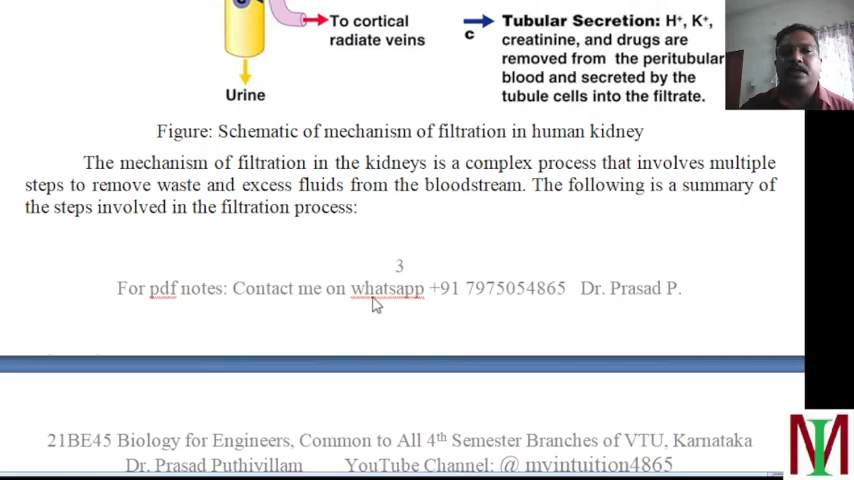 To cortical
radiate veins
Urine
c
Tubular Secretion: H⁺, K⁺,
creatinine, and drugs are
removed from the peritubular
blood and secreted by the
tubule cells into the filtrate.
Figure: Schematic of mechanism of filtration in human kidney
The mechanism of filtration in the kidneys is a complex process that involves multiple
steps to remove waste and excess fluids from the bloodstream. The following is a summary of
the steps involved in the filtration process:
3
For pdf notes: Contact me on whatsapp +91 7975054865 Dr. Prasad P.
21BE45 Biology for Engineers, Common to All 4th Semester Branches of VTU, Karnataka
Dr. Prasad Puthivillam YouTube Channel: @ mvintuition4865
MI